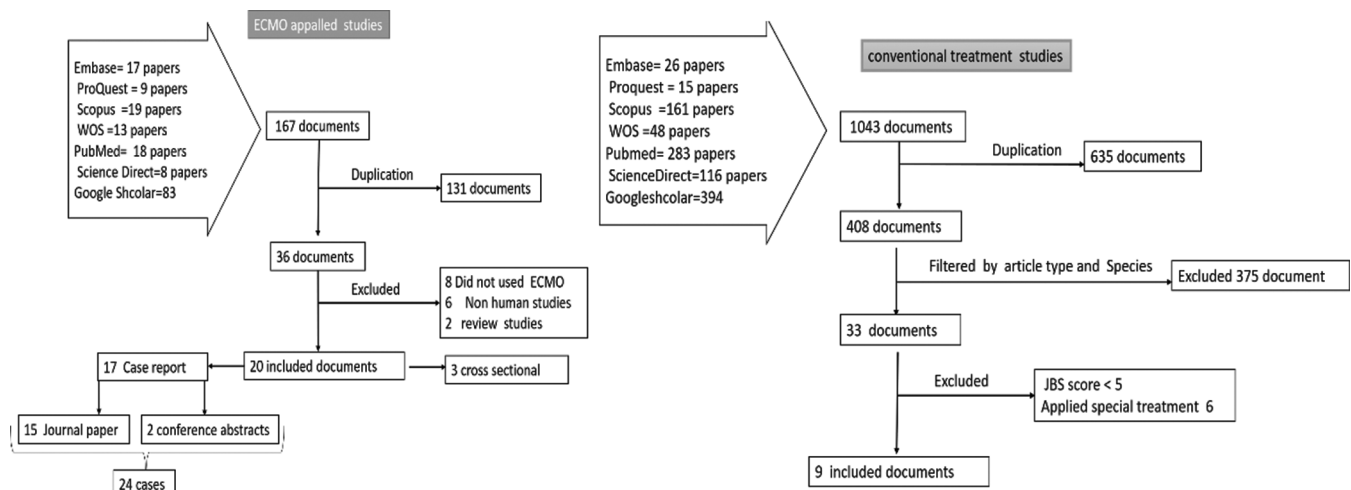 ECMO appalled studies
Embase= 17 papers
ProQuest = 9 papers
Scopus =19 papers
WOS =13 papers
PubMed= 18 papers
Science Direct=8 papers
Google Shcolar=83
167 documents
Duplication
131 documents
36 documents
Excluded
8 Did not used ECMO
6 Non human studies
2 review studies
17 Case report
20 included documents
3 cross sectional
15 Journal paper
2 conference abstracts
24 cases
conventional treatment studies
Embase= 26 papers
Proquest = 15 papers
Scopus =161 papers
WOS =48 papers
Pubmed= 283 papers
ScienceDirect=116 papers
Googleshcolar=394
1043 documents
Duplication
635 documents
408 documents
Filtered by article type and Species
Excluded 375 document
33 documents
Excluded
JBS score < 5
Applied special treatment 6
9 included documents